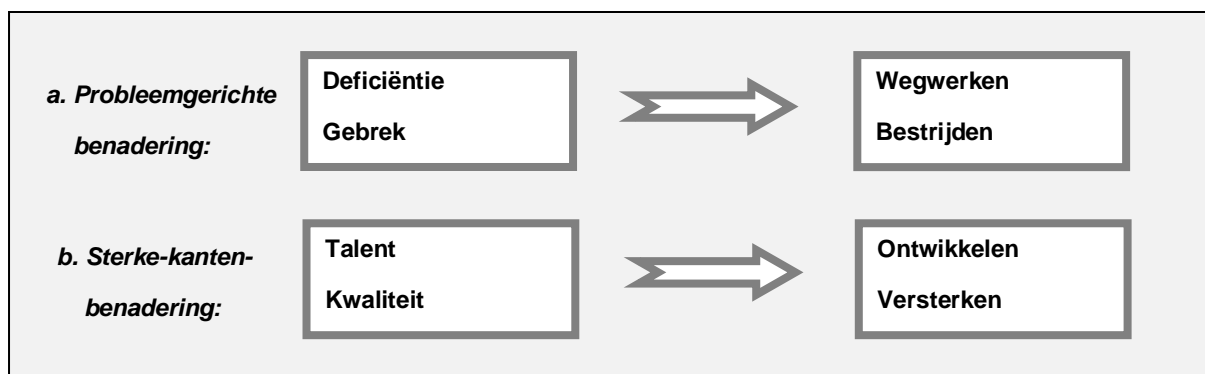 a. Probleemgerichte
benadering:
Deficiëntie
Gebrek
Wegwerken
Bestrijden
b. Sterke-kanten-
benadering:
Talent
Kwaliteit
Ontwikkelen
Versterken